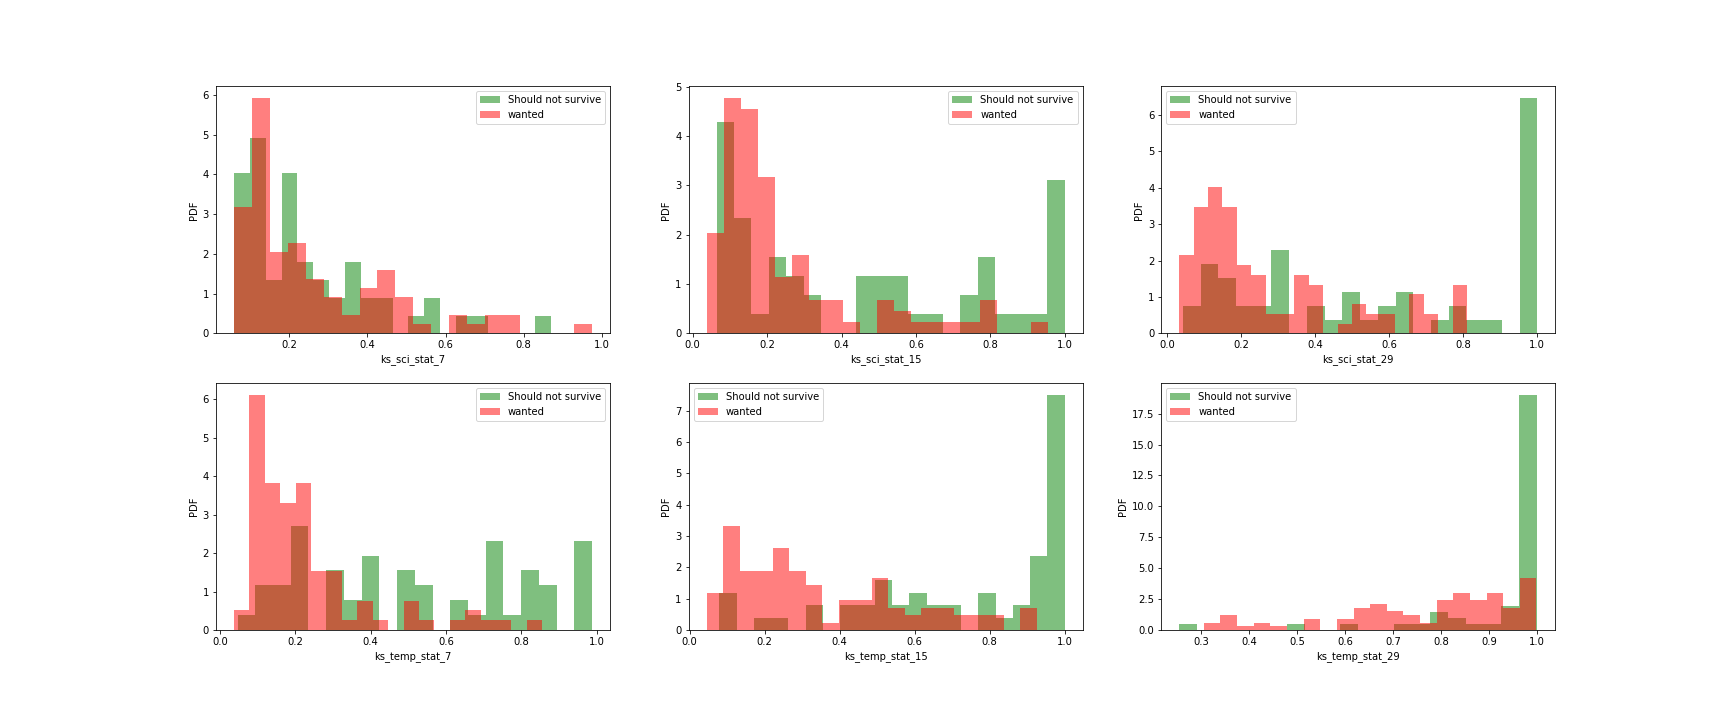 Should not survive
wanted
PDF
6
5
4
3
2
1
0
0.2 0.4 0.6 0.8 1.0
ks_sci_stat_7
Should not survive
wanted
PDF
5
4
3
2
1
0
0.0 0.2 0.4 0.6 0.8 1.0
ks_sci_stat_15
Should not survive
wanted
PDF
6
5
4
3
2
1
0
0.0 0.2 0.4 0.6 0.8 1.0
ks_sci_stat_29
Should not survive
wanted
PDF
6
5
4
3
2
1
0
0.0 0.2 0.4 0.6 0.8 1.0
ks_temp_stat_7
Should not survive
wanted
PDF
7
6
5
4
3
2
1
0
0.0 0.2 0.4 0.6 0.8 1.0
ks_temp_stat_15
Should not survive
wanted
PDF
17.5
15.0
12.5
10.0
7.5
5.0
2.5
0.0
0.3 0.4 0.5 0.6 0.7 0.8 0.9 1.0
ks_temp_stat_29